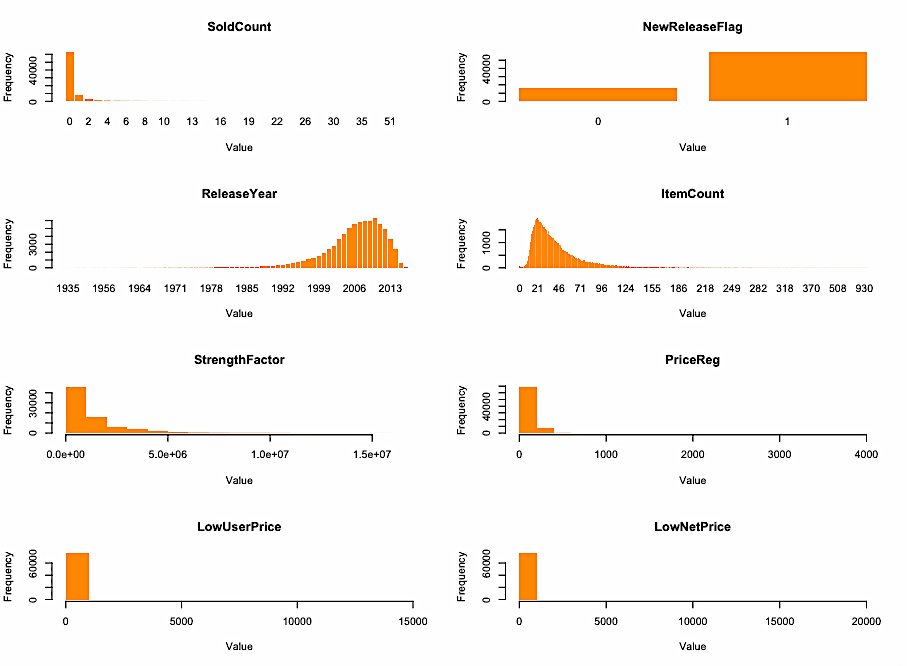 SoldCount
Frequency
0 40000
0 2 4 6 8 10 13 16 19 22 26 30 35 51
Value
NewReleaseFlag
Frequency
0 40000
0 1
Value
ReleaseYear
Frequency
0 3000
1935 1956 1964 1971 1978 1985 1992 1999 2006 2013
Value
ItemCount
Frequency
0 1000
0 21 46 71 96 124 155 186 218 249 282 318 370 508 930
Value
StrengthFactor
Frequency
0 30000
0.0e+00 5.0e+06 1.0e+07 1.5e+07
Value
PriceReg
Frequency
0 40000
0 1000 2000 3000 4000
Value
LowUserPrice
Frequency
0 60000
0 5000 10000 15000
Value
LowNetPrice
Frequency
0 60000
0 5000 10000 15000 20000
Value